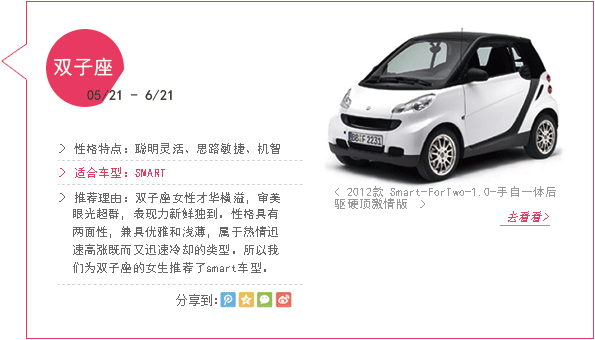 双子座
05/21 - 6/21
> 性格特点：聪明灵活、思路敏捷、机智
> 适合车型：SMART
> 推荐理由：双子座女性才华横溢，审美
眼光超群，表现力新鲜独到。性格具有
两面性，兼具优雅和浅薄，属于热情迅
速高涨既而又迅速冷却的类型。所以我
们为双子座的女生推荐了smart车型。
分享到:
BB·F 2231
< 2012款 Smart-ForTwo-1.0-手自一体后
驱硬顶激情版 >
去看看>